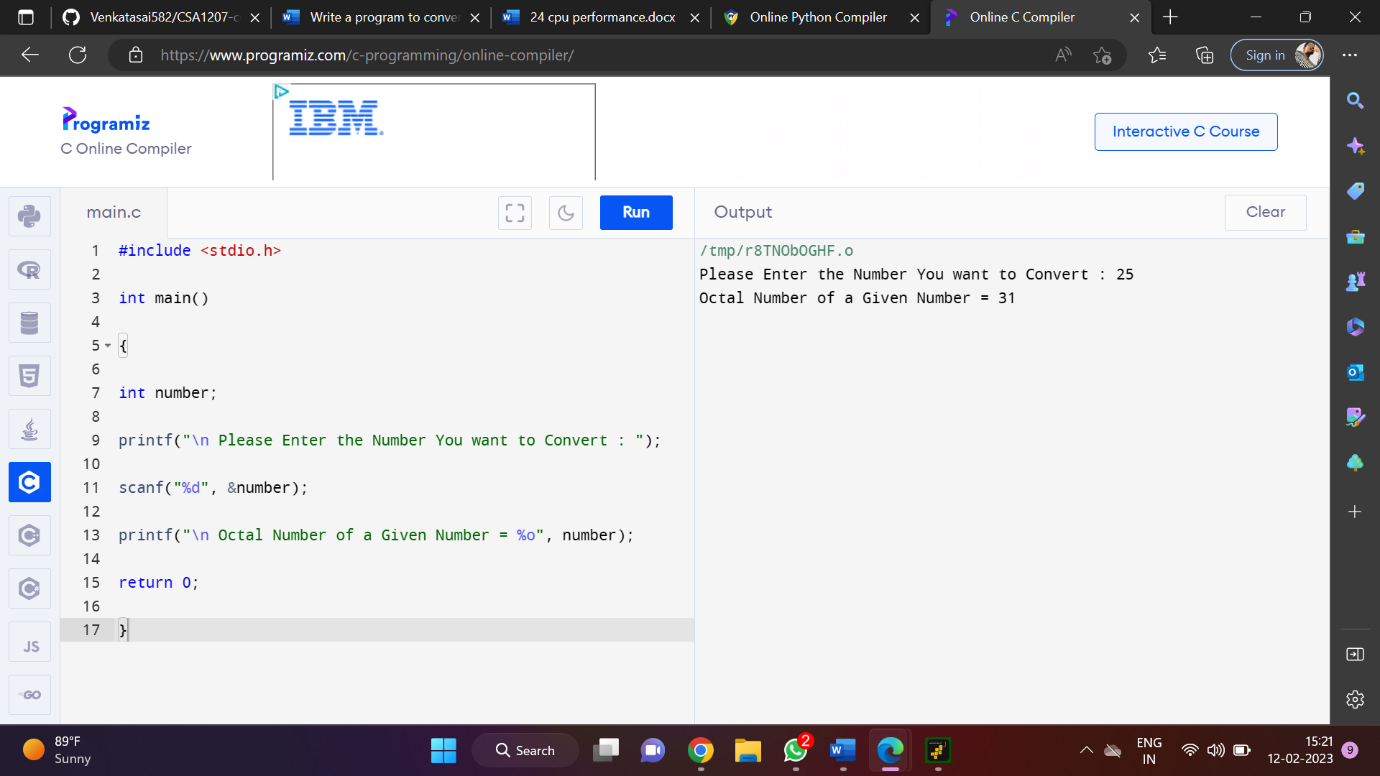 Venkatasai582/CSA1207-c
Write a program to conver
24 cpu performance.docx
Online Python Compiler
Online C Compiler
https://www.programiz.com/c-programming/online-compiler/
Sign in
Programiz
C Online Compiler
IBM.
Interactive C Course
main.c
Run
Output
Clear
1 #include <stdio.h>
2
3 int main()
4
5 {
6
7 int number;
8
9 printf("\n Please Enter the Number You want to Convert : ");
10
11 scanf("%d", &number);
12
13 printf("\n Octal Number of a Given Number = %o", number);
14
15 return 0;
16
17 }
/tmp/r8TNObOGHF.o
Please Enter the Number You want to Convert : 25
Octal Number of a Given Number = 31
JS
GO
89°F
Sunny
Search
2
ENG
IN
15:21
12-02-2023
9